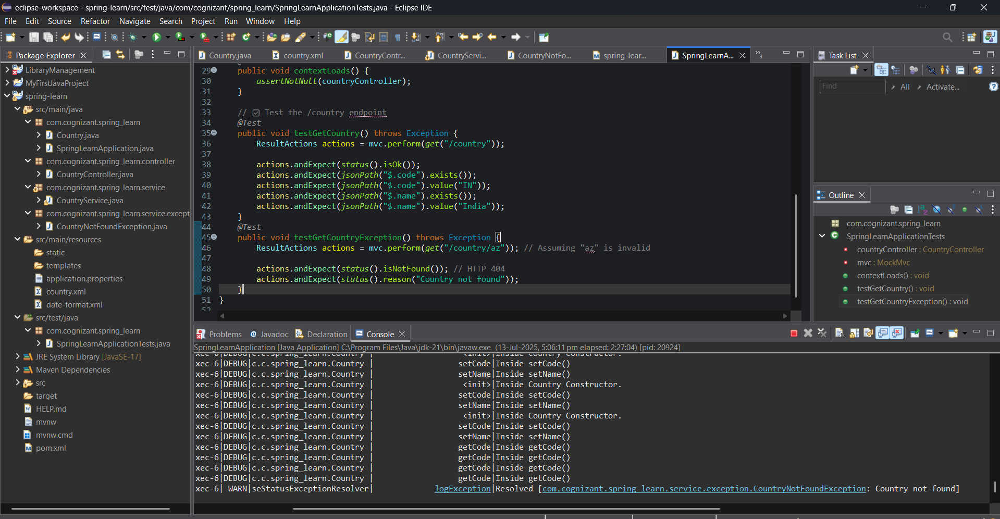 eclipse-workspace - spring-learn/src/test/java/com/cognizant/spring_learn/SpringLearnApplicationTests.java - Eclipse IDE
File Edit Source Refactor Navigate Search Project Run Window Help
Package Explorer
LibraryManagement
MyFirstJavaProject
spring-learn
src/main/java
com.cognizant.spring_learn
Country.java
SpringLearnApplication.java
com.cognizant.spring_learn.controller
CountryController.java
com.cognizant.spring_learn.service
CountryService.java
com.cognizant.spring_learn.service.except
CountryNotFoundException.java
src/main/resources
static
templates
application.properties
country.xml
date-format.xml
src/test/java
com.cognizant.spring_learn
SpringLearnApplicationTests.java
JRE System Library [JavaSE-17]
Maven Dependencies
src
target
HELP.md
mvnw
mvnw.cmd
pom.xml
Country.java country.xml CountryContr... CountryServi... CountryNotFo... spring-lear... SpringLearnA... »3
29 public void contextLoads() {
30 assertNotNull(countryController);
31 }
32
33 // ☑ Test the /country endpoint
34 @Test
35 public void testGetCountry() throws Exception {
36 ResultActions actions = mvc.perform(get("/country"));
37
38 actions.andExpect(status().isOk());
39 actions.andExpect(jsonPath("$.code").exists());
40 actions.andExpect(jsonPath("$.code").value("IN"));
41 actions.andExpect(jsonPath("$.name").exists());
42 actions.andExpect(jsonPath("$.name").value("India"));
43 }
44 @Test
45 public void testGetCountryException() throws Exception {
46 ResultActions actions = mvc.perform(get("/country/az")); // Assuming "az" is invalid
47
48 actions.andExpect(status().isNotFound()); // HTTP 404
49 actions.andExpect(status().reason("Country not found"));
50 }
51 }
52
Task List
Find All Activate...
Outline
com.cognizant.spring_learn
SpringLearnApplicationTests
countryController : CountryController
mvc : MockMvc
contextLoads() : void
testGetCountry() : void
testGetCountryException() : void
Problems @ Javadoc Declaration Console
SpringLearnApplication [Java Application] C:\Program Files\Java\jdk-21\bin\javaw.exe (13-Jul-2025, 5:06:11 pm elapsed: 2:27:04) [pid: 20924]
xec-6|DEBUG|c.c.spring_learn.Country | <init>|Inside Country Constructor.
xec-6|DEBUG|c.c.spring_learn.Country | setCode|Inside setCode()
xec-6|DEBUG|c.c.spring_learn.Country | setName|Inside setName()
xec-6|DEBUG|c.c.spring_learn.Country | <init>|Inside Country Constructor.
xec-6|DEBUG|c.c.spring_learn.Country | setCode|Inside setCode()
xec-6|DEBUG|c.c.spring_learn.Country | setName|Inside setName()
xec-6|DEBUG|c.c.spring_learn.Country | <init>|Inside Country Constructor.
xec-6|DEBUG|c.c.spring_learn.Country | setCode|Inside setCode()
xec-6|DEBUG|c.c.spring_learn.Country | setName|Inside setName()
xec-6|DEBUG|c.c.spring_learn.Country | getCode|Inside getCode()
xec-6|DEBUG|c.c.spring_learn.Country | getCode|Inside getCode()
xec-6|DEBUG|c.c.spring_learn.Country | getCode|Inside getCode()
xec-6|DEBUG|c.c.spring_learn.Country | getCode|Inside getCode()
xec-6| WARN|seStatusExceptionResolver| logException|Resolved [com.cognizant.spring_learn.service.exception.CountryNotFoundException: Country not found]